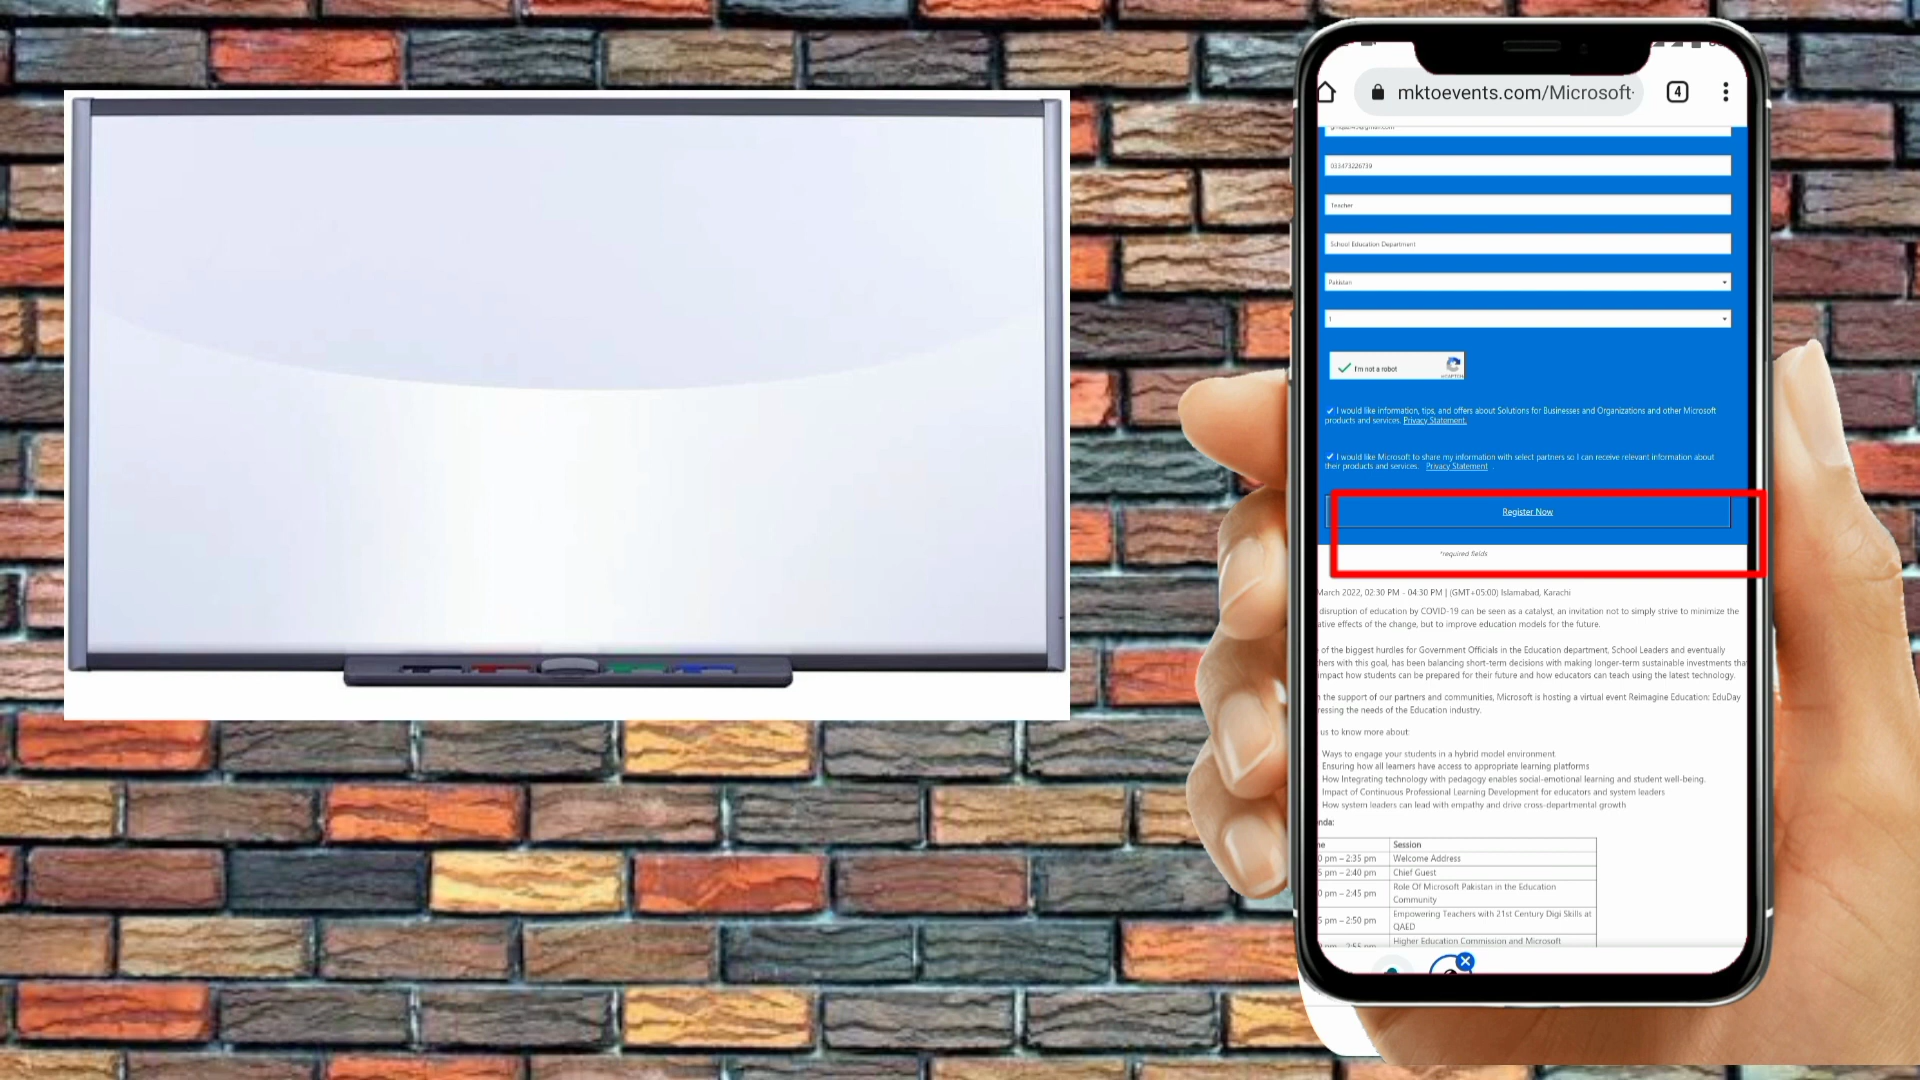 mktoevents.com/Microsoft-
4
033473226739
Teacher
School Education Department
Pakistan
1
I'm not a robot
I would like information, tips, and offers about Solutions for Businesses and Organizations and other Microsoft
products and services. Privacy Statement.
I would like Microsoft to share my information with select partners so I can receive relevant information about
their products and services. Privacy Statement .
Register Now
*required fields
March 2022, 02:30 PM - 04:30 PM | (GMT+05:00) Islamabad, Karachi
disruption of education by COVID-19 can be seen as a catalyst, an invitation not to simply strive to minimize the
ative effects of the change, but to improve education models for the future.
of the biggest hurdles for Government Officials in the Education department, School Leaders and eventually
hers with this goal, has been balancing short-term decisions with making longer-term sustainable investments that
impact how students can be prepared for their future and how educators can teach using the latest technology.
the support of our partners and communities, Microsoft is hosting a virtual event Reimagine Education: EduDay
ressing the needs of the Education industry.
us to know more about:
Ways to engage your students in a hybrid model environment
Ensuring how all learners have access to appropriate learning platforms
How Integrating technology with pedagogy enables social-emotional learning and student well-being.
Impact of Continuous Professional Learning Development for educators and system leaders
How system leaders can lead with empathy and drive cross-departmental growth
nda:
Session
0 pm – 2:35 pm Welcome Address
5 pm – 2:40 pm Chief Guest
0 pm – 2:45 pm Role Of Microsoft Pakistan in the Education
Community
5 pm – 2:50 pm Empowering Teachers with 21st Century Digi Skills at
QAED
Higher Education Commission and Microsoft